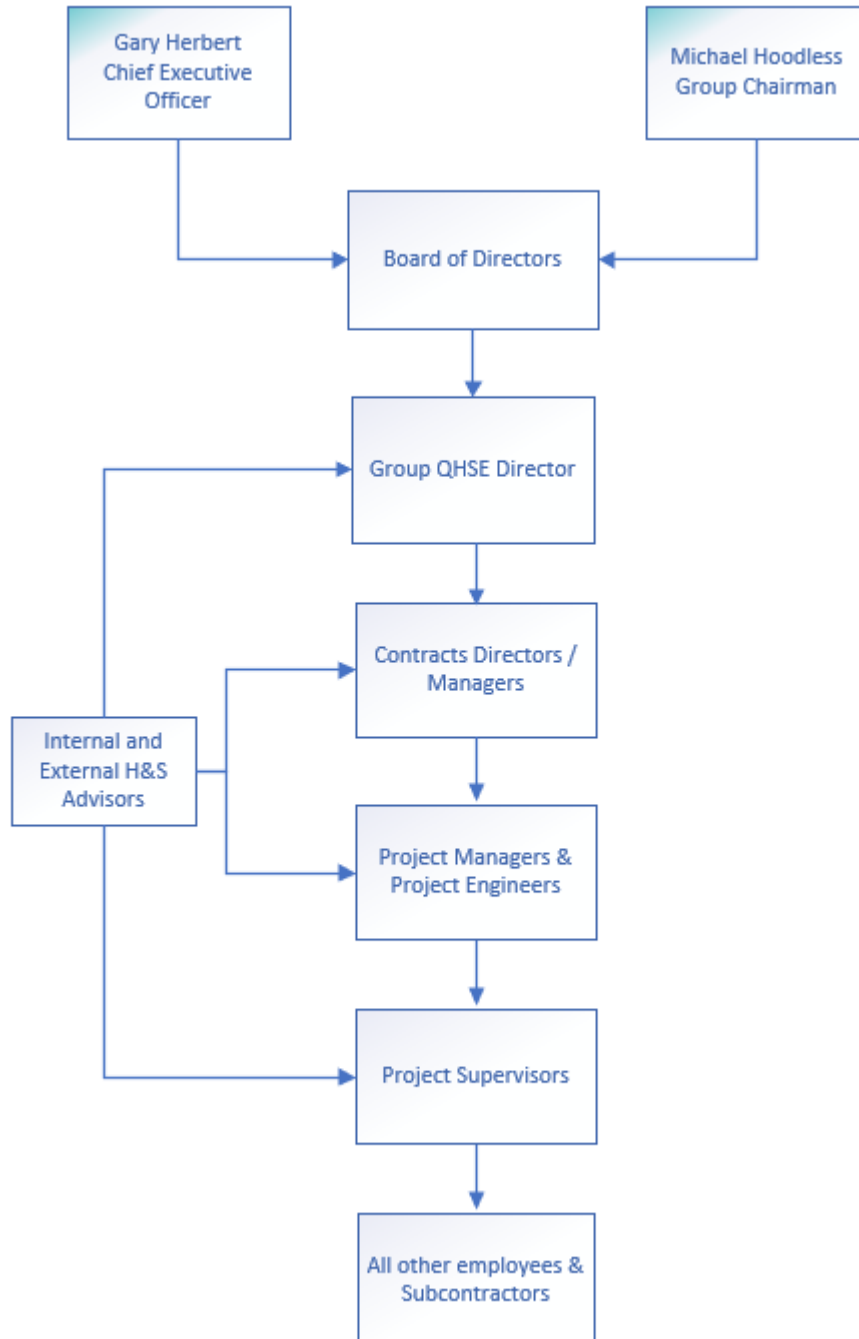 Gary Herbert
Chief Executive
Officer
Michael Hoodless
Group Chairman
Board of Directors
Group QHSE Director
Contracts Directors /
Managers
Internal and
External H&S
Advisors
Project Managers &
Project Engineers
Project Supervisors
All other employees &
Subcontractors